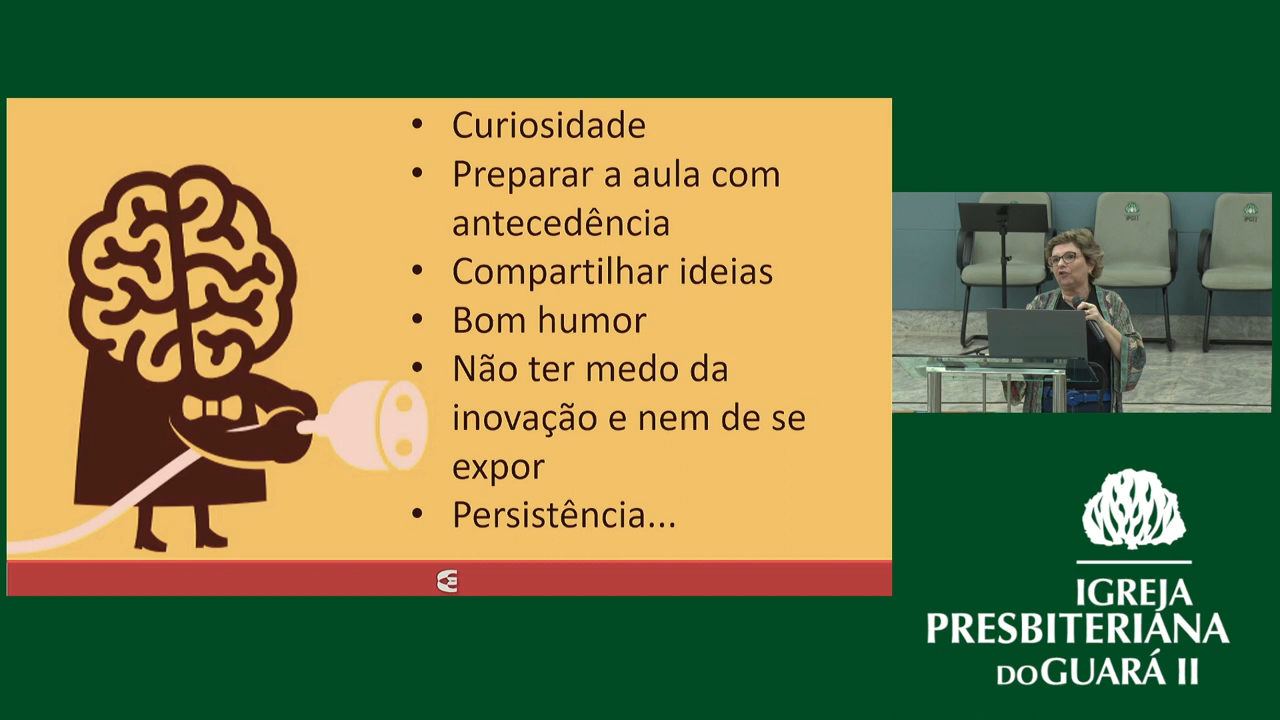 • Curiosidade
• Preparar a aula com
antecedência
• Compartilhar ideias
• Bom humor
• Não ter medo da
inovação e nem de se
expor
• Persistência...
IGREJA
PRESBITERIANA
DO GUARÁ II